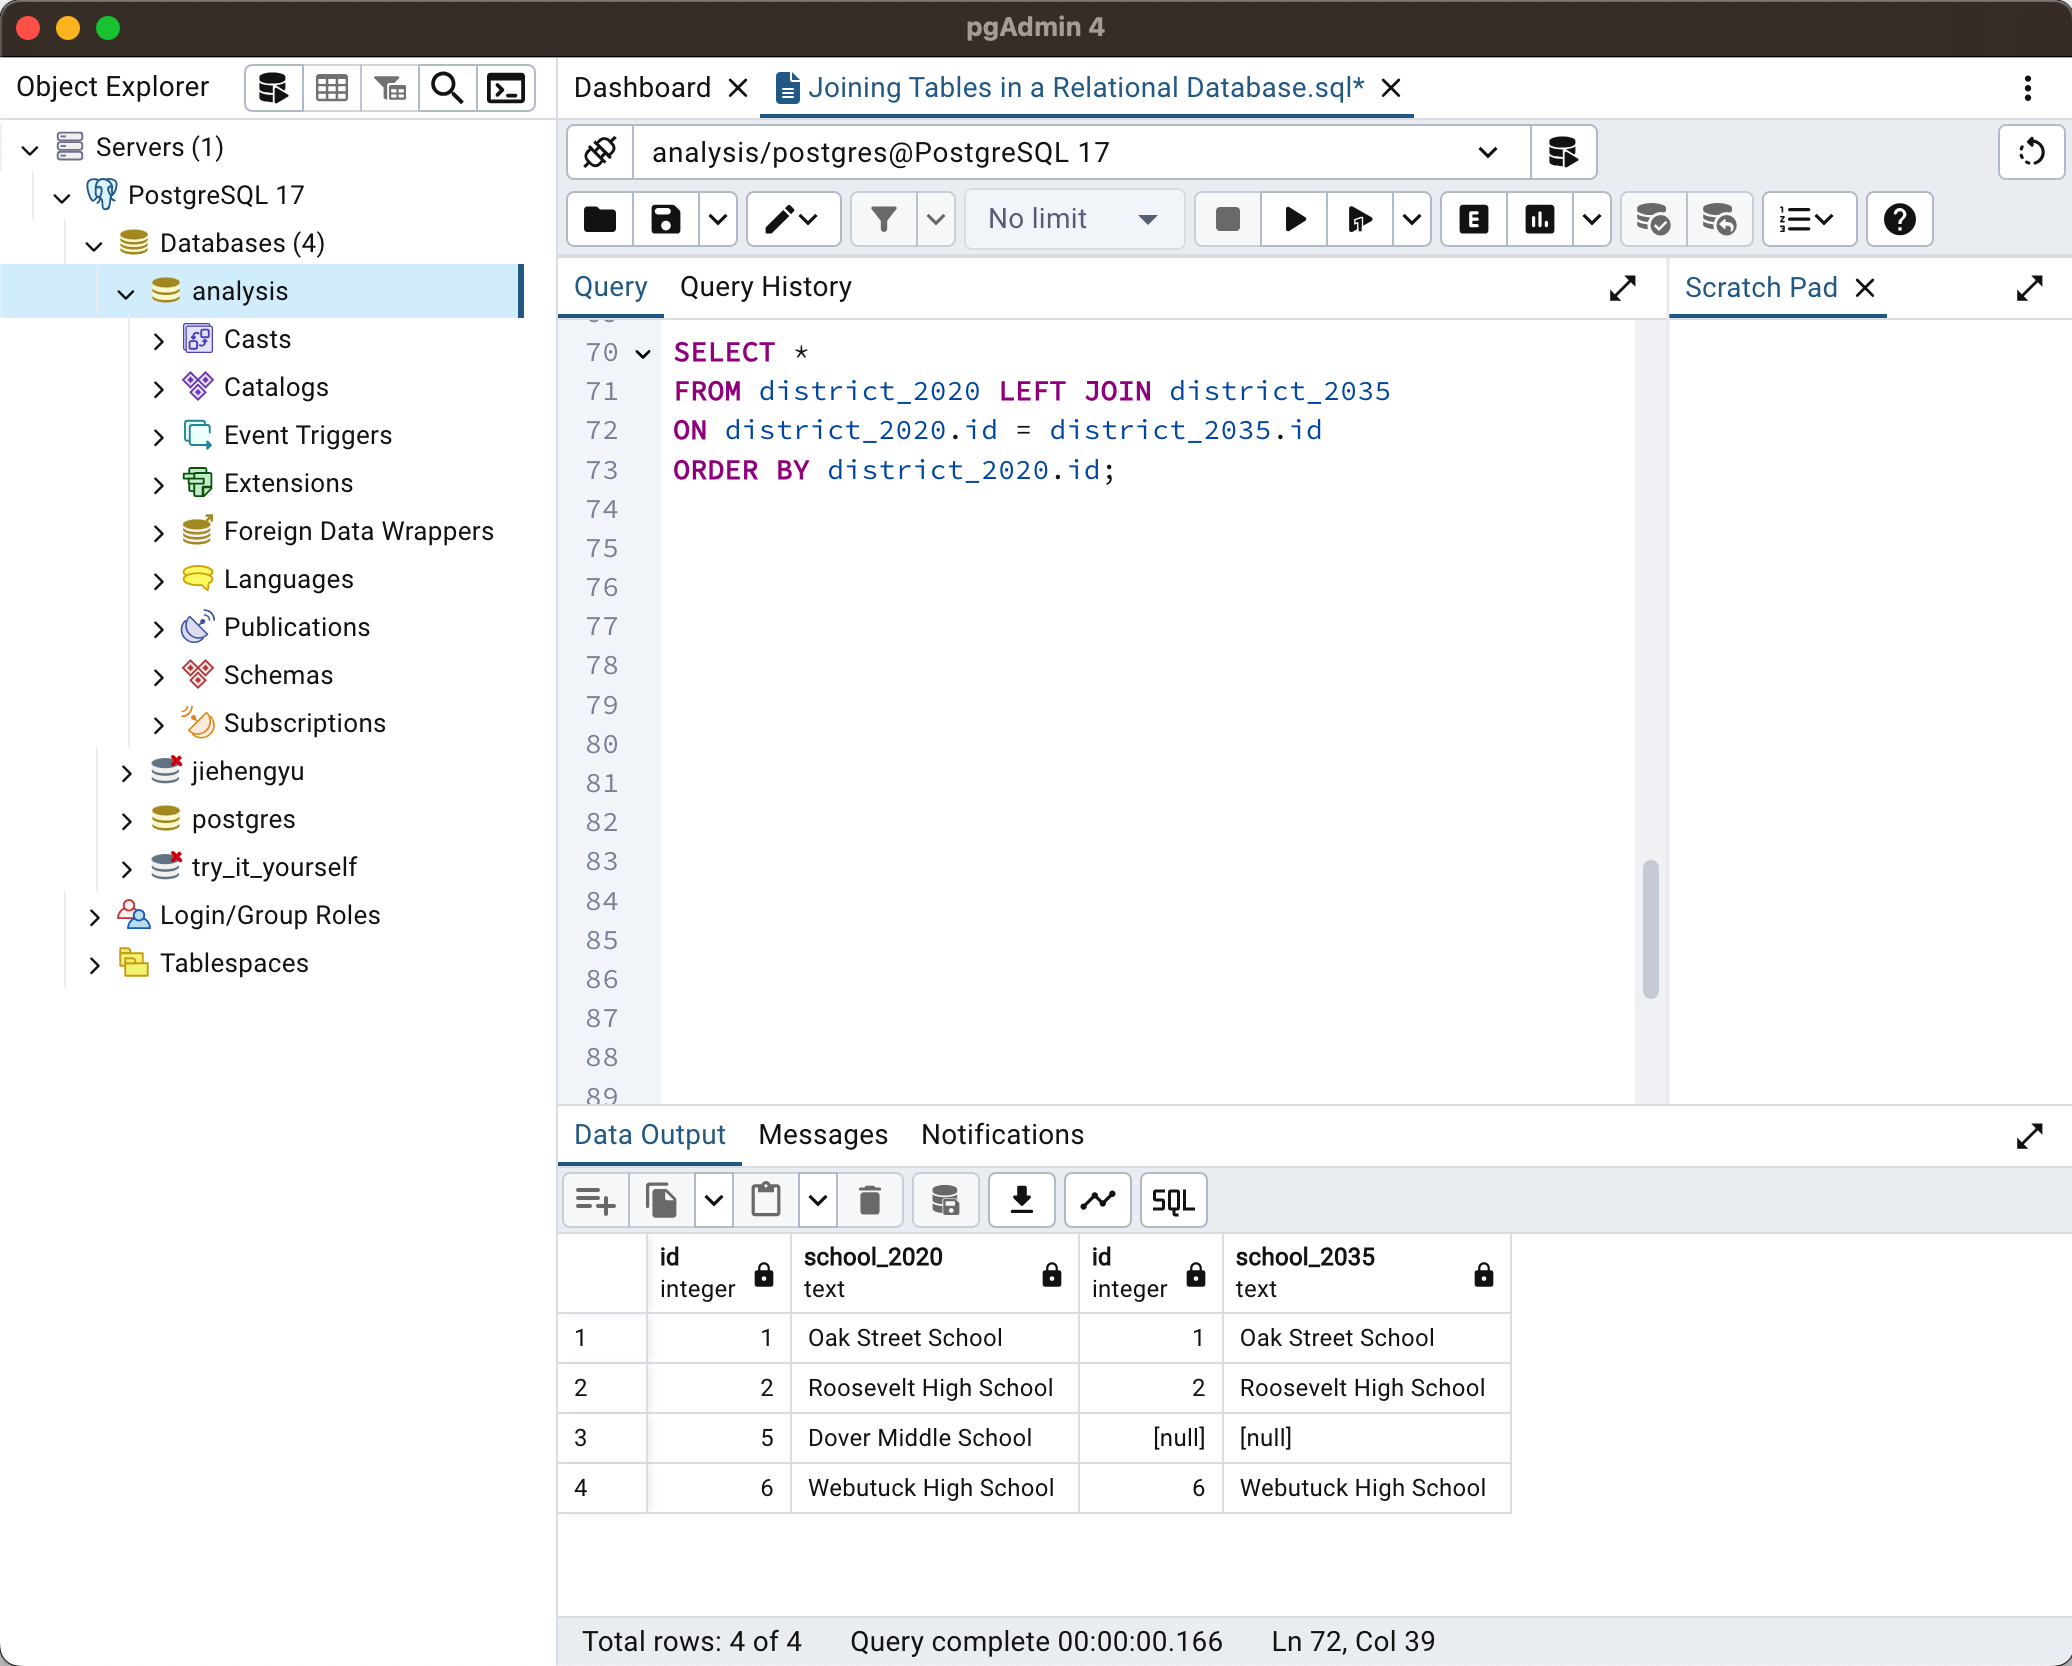 pgAdmin 4
Object Explorer
Servers (1)
PostgreSQL 17
Databases (4)
analysis
Casts
Catalogs
Event Triggers
Extensions
Foreign Data Wrappers
Languages
Publications
Schemas
Subscriptions
jiehengyu
postgres
try_it_yourself
Login/Group Roles
Tablespaces
Dashboard
Joining Tables in a Relational Database.sql*
analysis/postgres@PostgreSQL 17
No limit
E
Query
Query History
Scratch Pad
70 SELECT *
71 FROM district_2020 LEFT JOIN district_2035
72 ON district_2020.id = district_2035.id
73 ORDER BY district_2020.id;
74
75
76
77
78
79
80
81
82
83
84
85
86
87
88
89
Data Output
Messages
Notifications
SQL
id integer
school_2020 text
id integer
school_2035 text
1 1 Oak Street School 1 Oak Street School
2 2 Roosevelt High School 2 Roosevelt High School
3 5 Dover Middle School [null] [null]
4 6 Webutuck High School 6 Webutuck High School
Total rows: 4 of 4
Query complete 00:00:00.166
Ln 72, Col 39